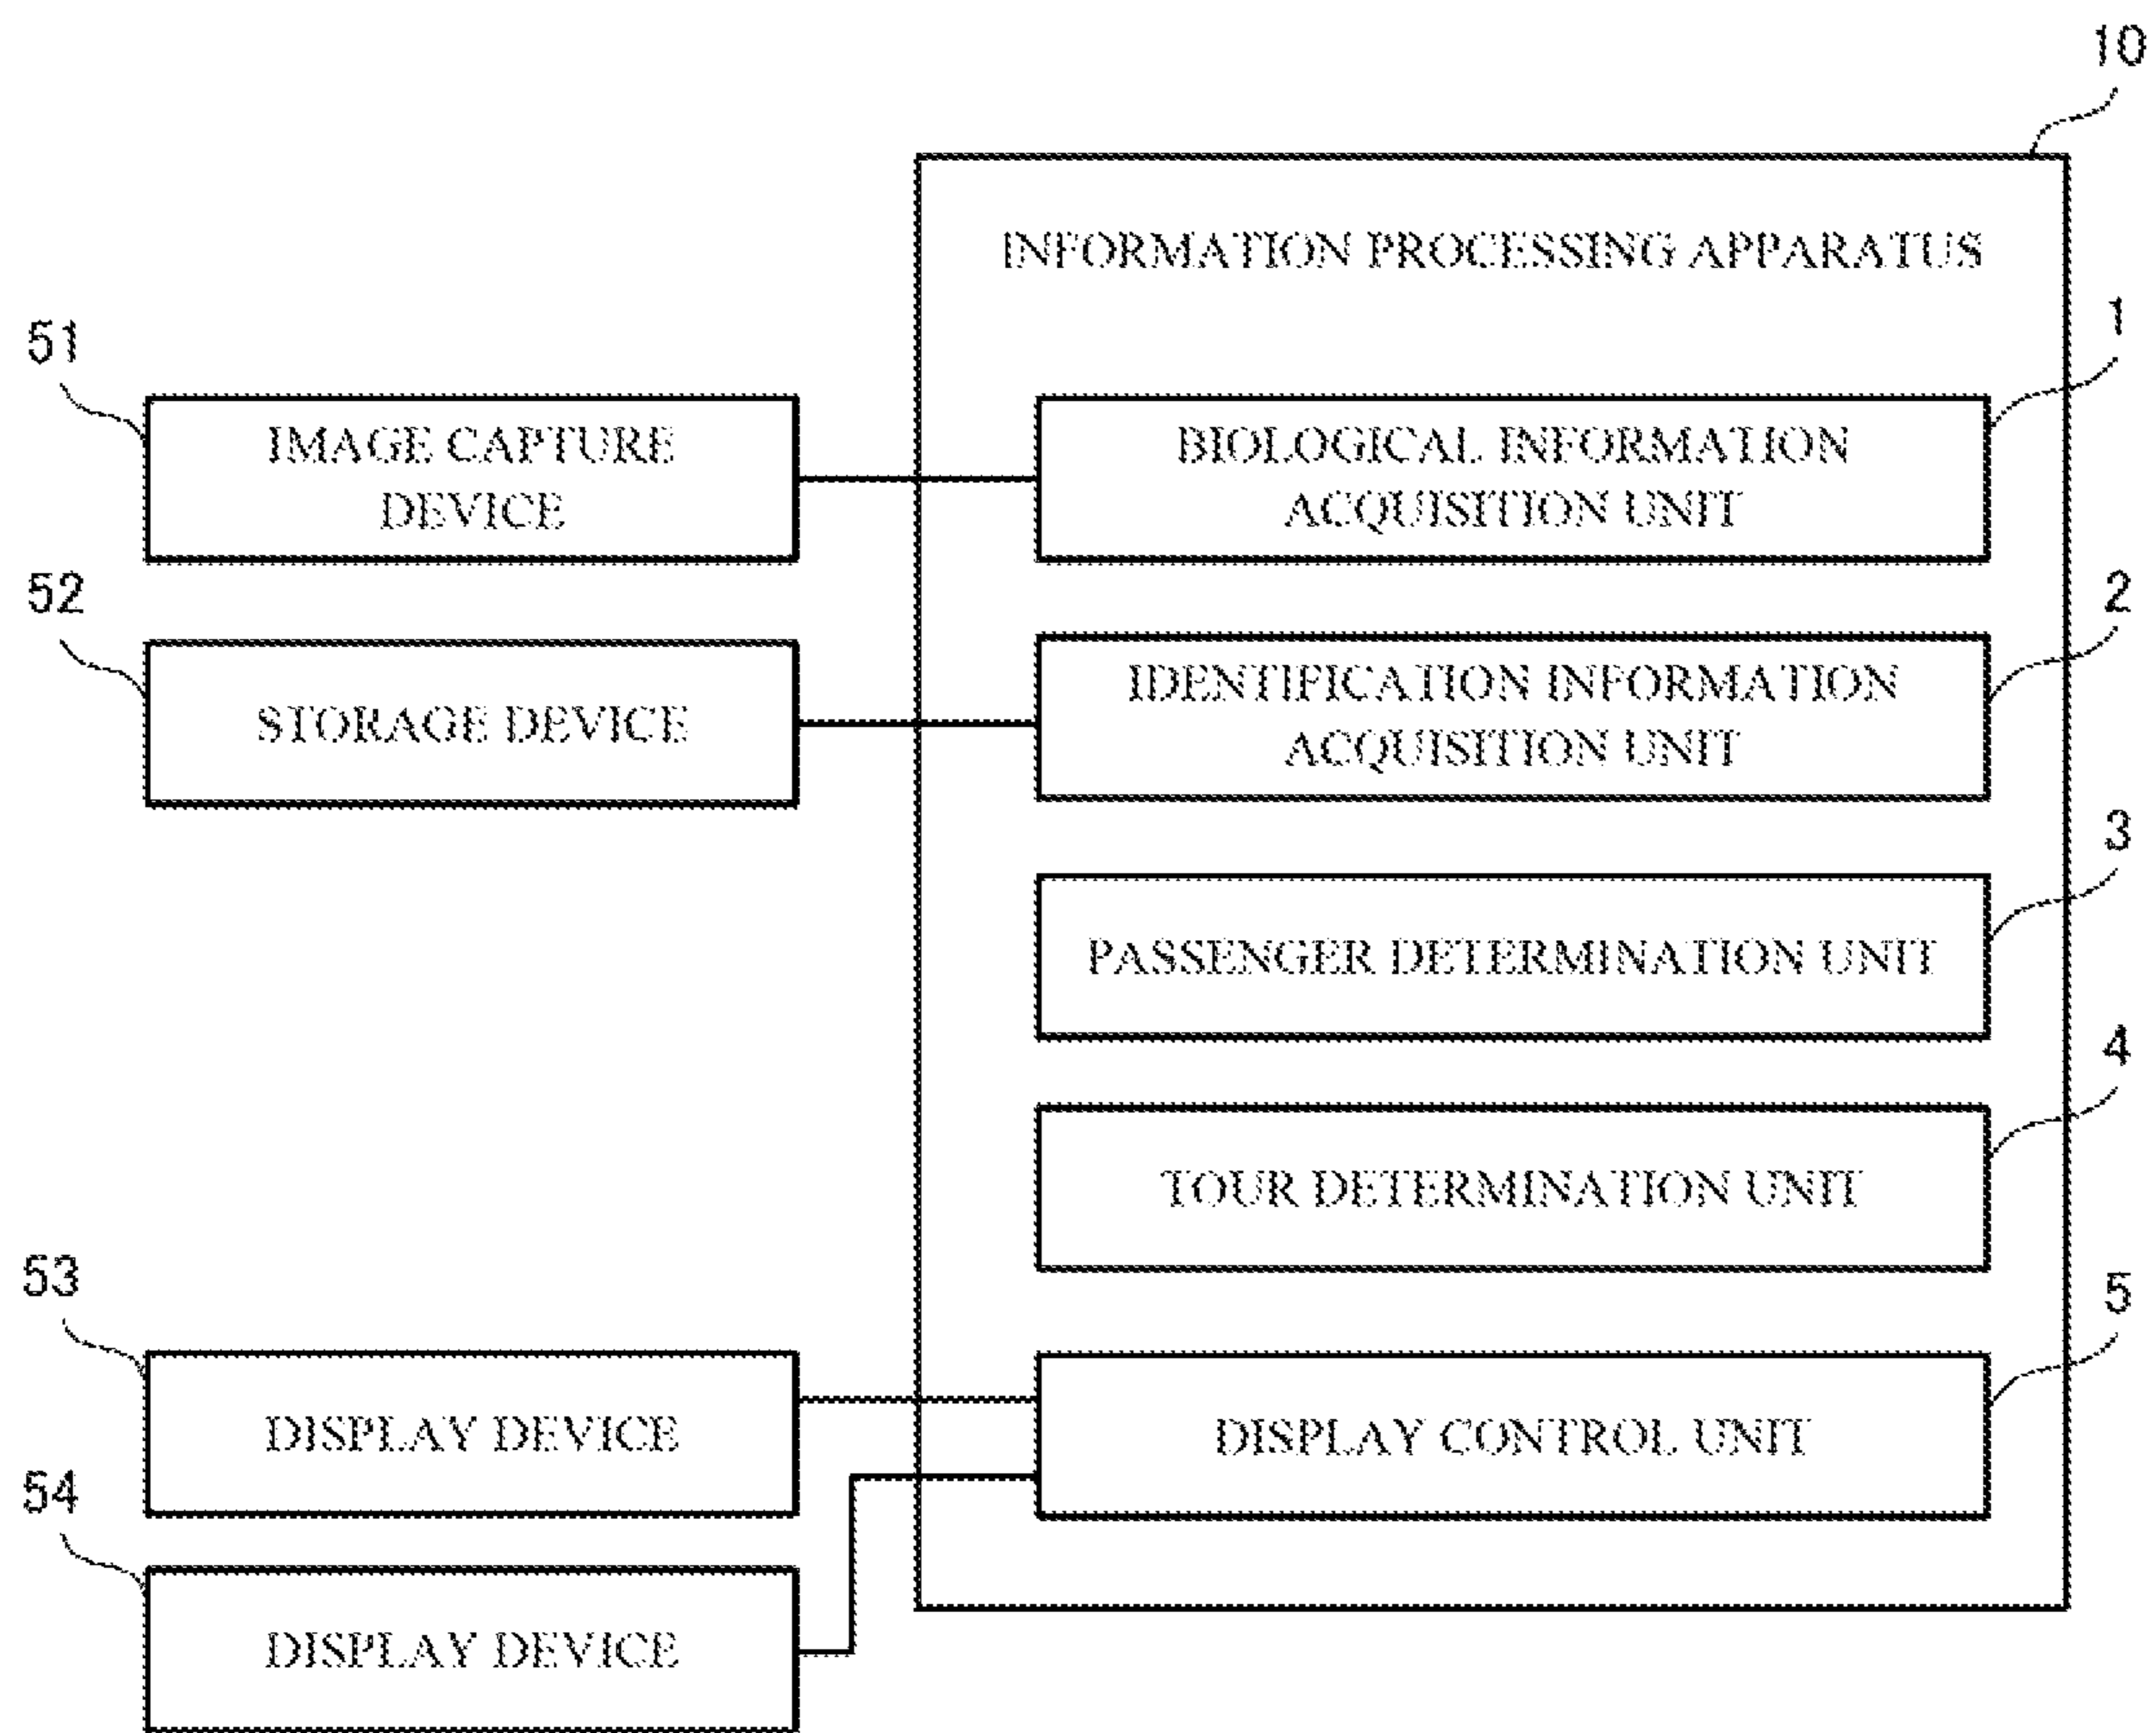 10
INFORMATION PROCESSING APPARATUS
51
IMAGE CAPTURE
DEVICE
1
BIOLOGICAL INFORMATION
ACQUISITION UNIT
52
STORAGE DEVICE
2
IDENTIFICATION INFORMATION
ACQUISITION UNIT
3
PASSENGER DETERMINATION UNIT
4
TOUR DETERMINATION UNIT
53
DISPLAY DEVICE
5
DISPLAY CONTROL UNIT
54
DISPLAY DEVICE